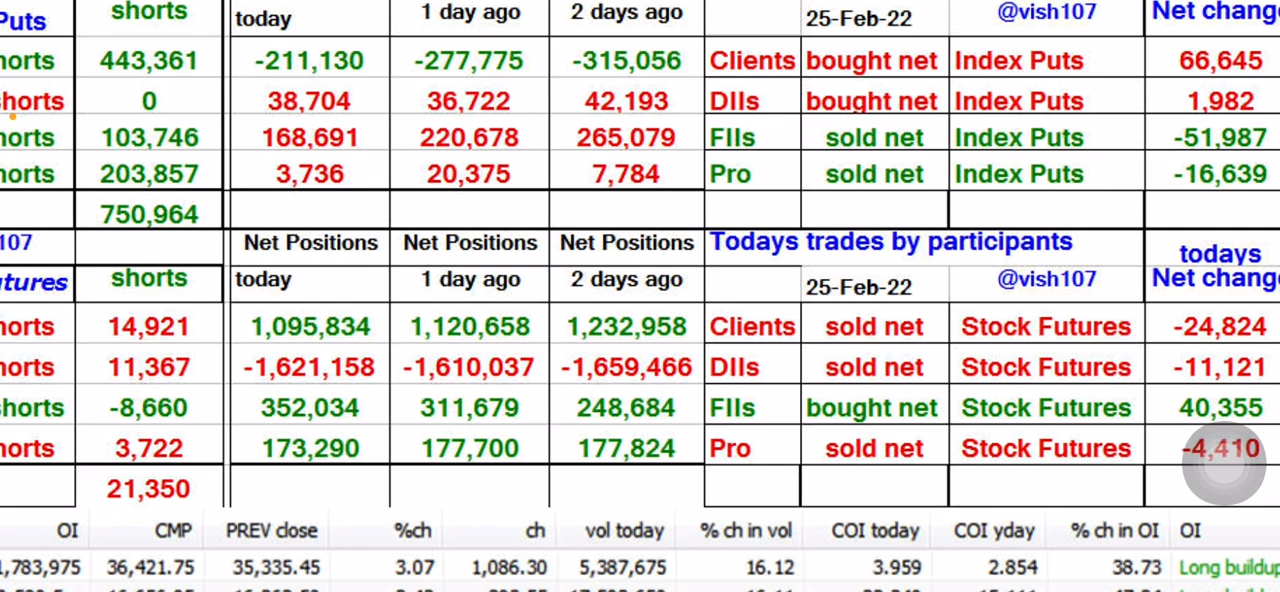 Puts shorts today 1 day ago 2 days ago 25-Feb-22 @vish107 Net chang
horts 443,361 -211,130 -277,775 -315,056 Clients bought net Index Puts 66,645
shorts 0 38,704 36,722 42,193 DIIs bought net Index Puts 1,982
horts 103,746 168,691 220,678 265,079 FIIs sold net Index Puts -51,987
horts 203,857 3,736 20,375 7,784 Pro sold net Index Puts -16,639
750,964
107 Net Positions Net Positions Net Positions Todays trades by participants todays
tures shorts today 1 day ago 2 days ago 25-Feb-22 @vish107 Net chang
horts 14,921 1,095,834 1,120,658 1,232,958 Clients sold net Stock Futures -24,824
horts 11,367 -1,621,158 -1,610,037 -1,659,466 DIIs sold net Stock Futures -11,121
shorts -8,660 352,034 311,679 248,684 FIIs bought net Stock Futures 40,355
horts 3,722 173,290 177,700 177,824 Pro sold net Stock Futures -4,410
21,350
OI CMP PREV close %ch ch vol today % ch in vol COI today COI yday % ch in OI OI
1,783,975 36,421.75 35,335.45 3.07 1,086.30 5,387,675 16.12 3.959 2.854 38.73 Long buildup